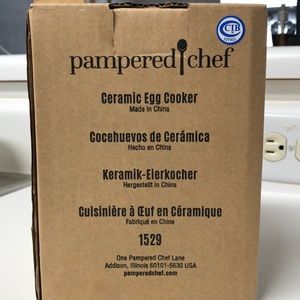 CTB
pampered chef
Ceramic Egg Cooker
Made in China
Cocehuevos de Cerámica
Hecho en China
Keramik-Eierkocher
Hergestellt in China
Cuisinière à Œuf en Céramique
Fabriqué en Chine
1529
One Pampered Chef Lane
Addison, Illinois 60101-5630 USA
pamperedchef.com